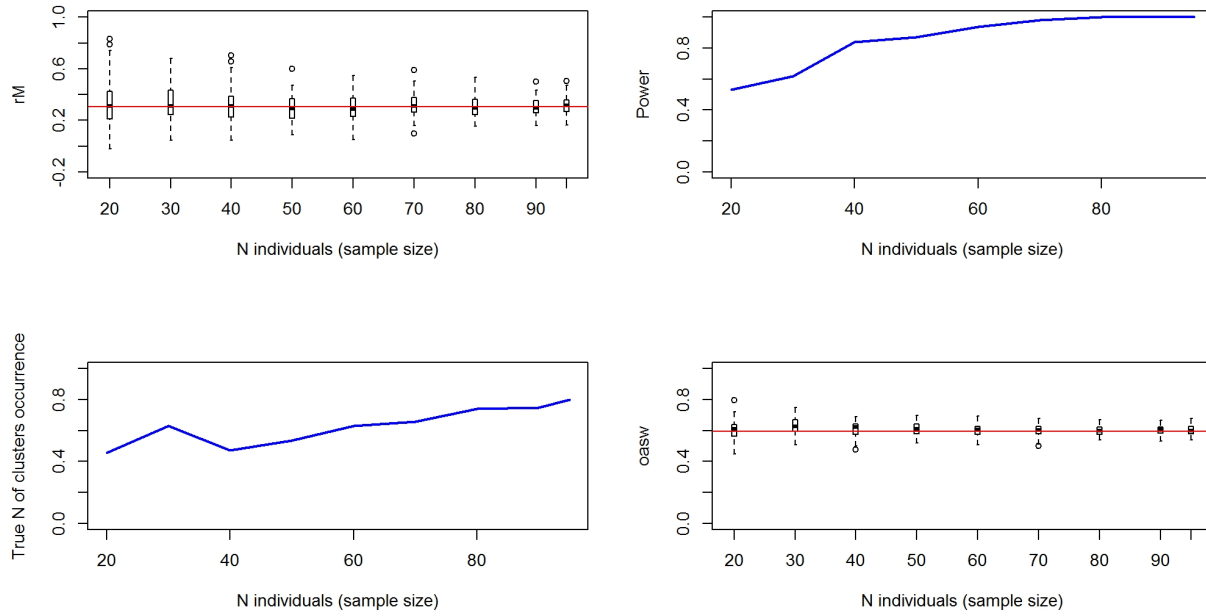 rM
1.0
0.6
0.2
-0.2
20 30 40 50 60 70 80 90
N individuals (sample size)
Power
0.8
0.4
0.0
20 40 60 80
N individuals (sample size)
True N of clusters occurrence
0.8
0.4
0.0
20 40 60 80
N individuals (sample size)
oasw
0.8
0.4
0.0
20 30 40 50 60 70 80 90
N individuals (sample size)